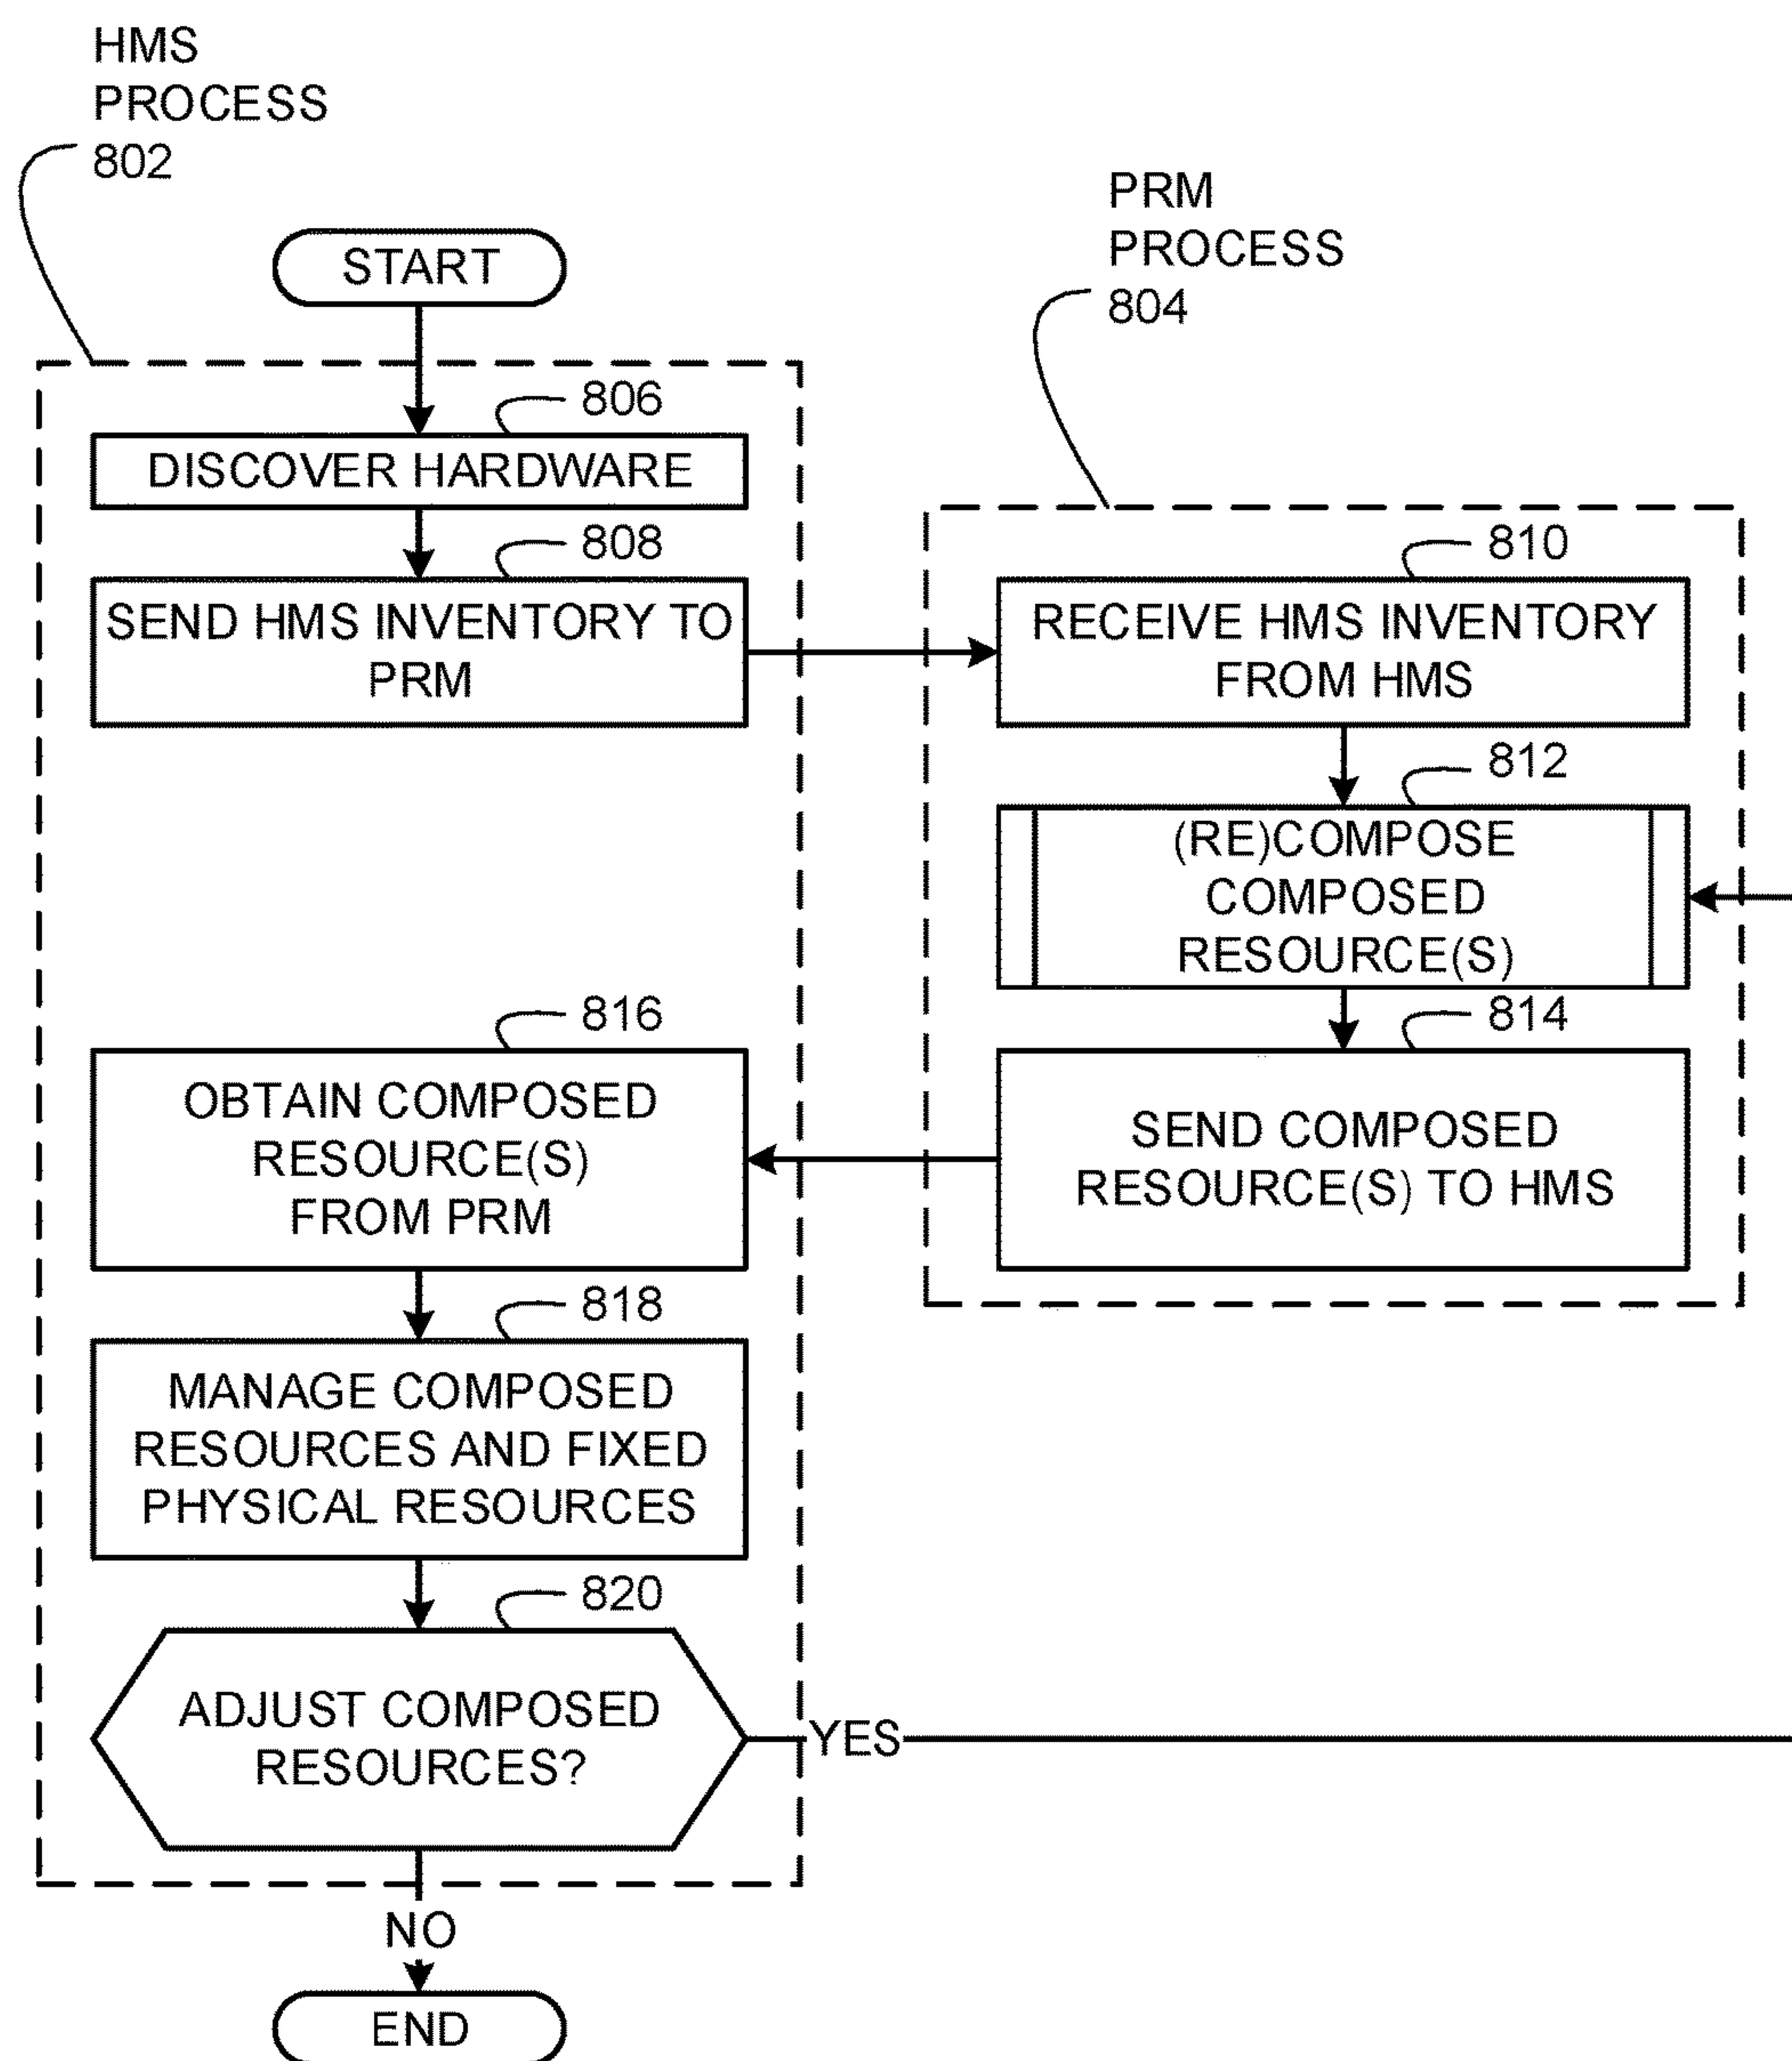 HMS
PROCESS
802
START
806
DISCOVER HARDWARE
808
SEND HMS INVENTORY TO
PRM
PRM
PROCESS
804
810
RECEIVE HMS INVENTORY
FROM HMS
812
(RE)COMPOSE
COMPOSED
RESOURCE(S)
814
SEND COMPOSED
RESOURCE(S) TO HMS
816
OBTAIN COMPOSED
RESOURCE(S)
FROM PRM
818
MANAGE COMPOSED
RESOURCES AND FIXED
PHYSICAL RESOURCES
820
ADJUST COMPOSED
RESOURCES?
YES
NO
END